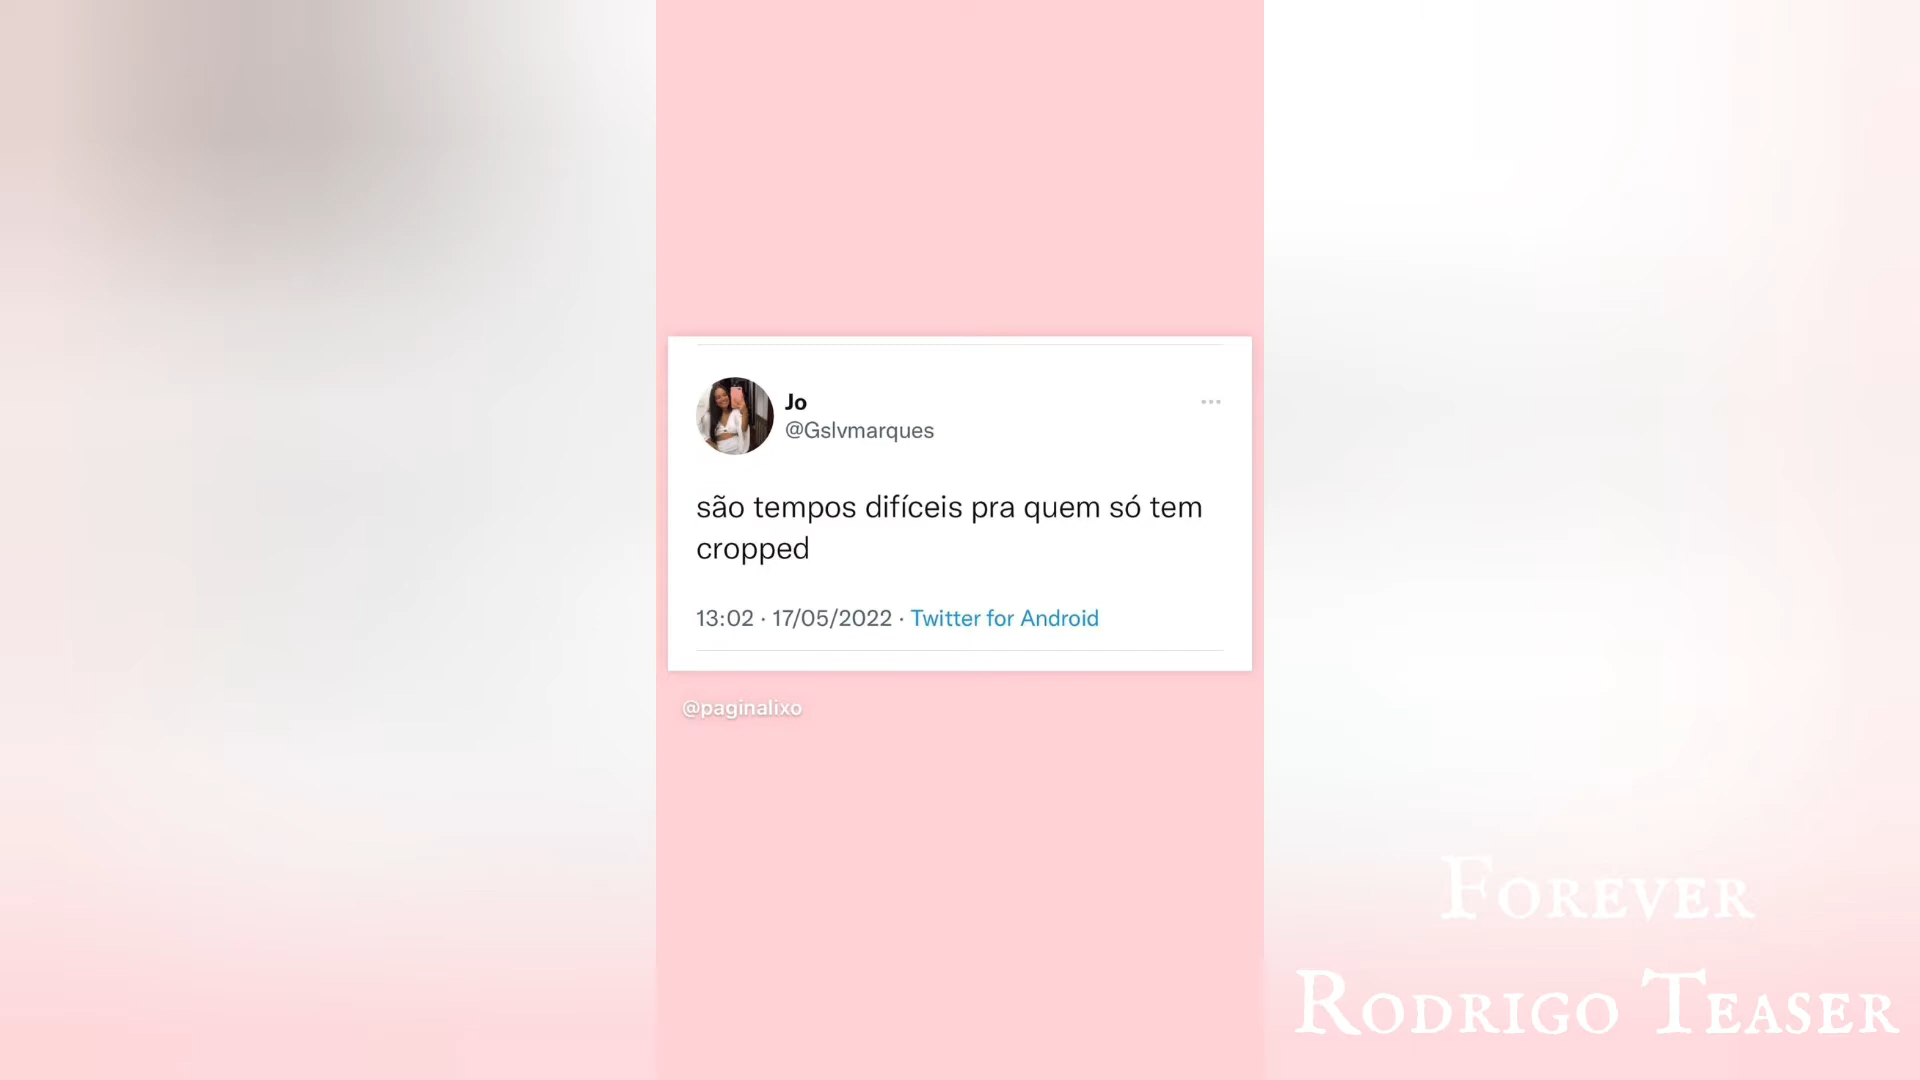 Jo
@Gslvmarques
são tempos difíceis pra quem só tem
cropped
13:02 · 17/05/2022 · Twitter for Android
@paginalixo
Forever
Rodrigo Teaser